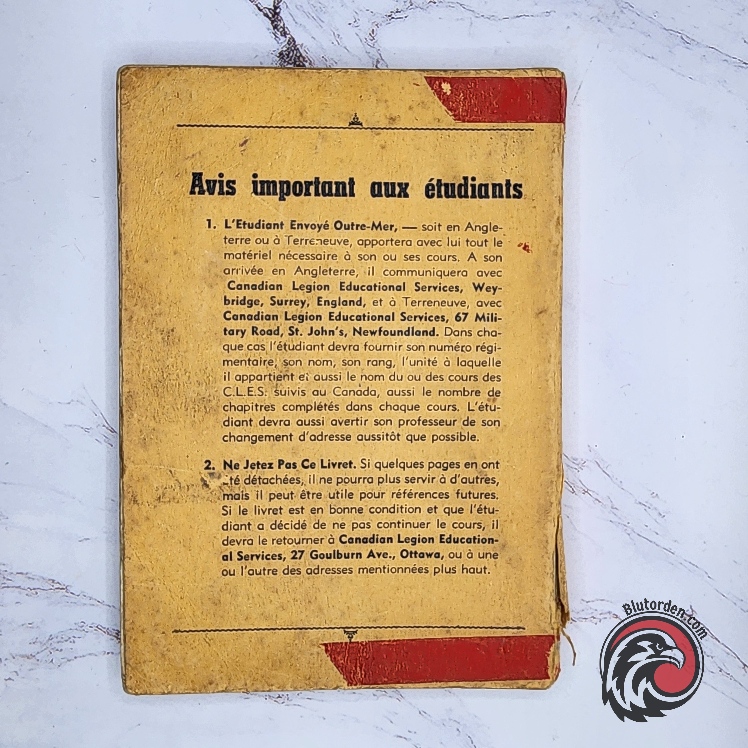 Avis important aux étudiants
1. L'Etudiant Envoyé Outre-Mer, — soit en Angle-
terre ou à Terreneuve, apportera avec lui tout le
matériel nécessaire à son ou ses cours. A son
arrivée en Angleterre, il communiquera avec
Canadian Legion Educational Services, Wey-
bridge, Surrey, England, et à Terreneuve, avec
Canadian Legion Educational Services, 67 Mili-
tary Road, St. John's, Newfoundland. Dans cha-
que cas l'étudiant devra fournir son numéro régi-
mentaire, son nom, son rang, l'unité à laquelle
il appartient et aussi le nom du ou des cours des
C.L.E.S. suivis au Canada, aussi le nombre de
chapitres complétés dans chaque cours. L'étu-
diant devra aussi avertir son professeur de son
changement d'adresse aussitôt que possible.
2. Ne Jetez Pas Ce Livret. Si quelques pages en ont
été détachées, il ne pourra plus servir à d'autres,
mais il peut être utile pour références futures.
Si le livret est en bonne condition et que l'étu-
diant a décidé de ne pas continuer le cours, il
devra le retourner à Canadian Legion Education-
al Services, 27 Goulburn Ave., Ottawa, ou à une
ou l'autre des adresses mentionnées plus haut.
Blutorden.com